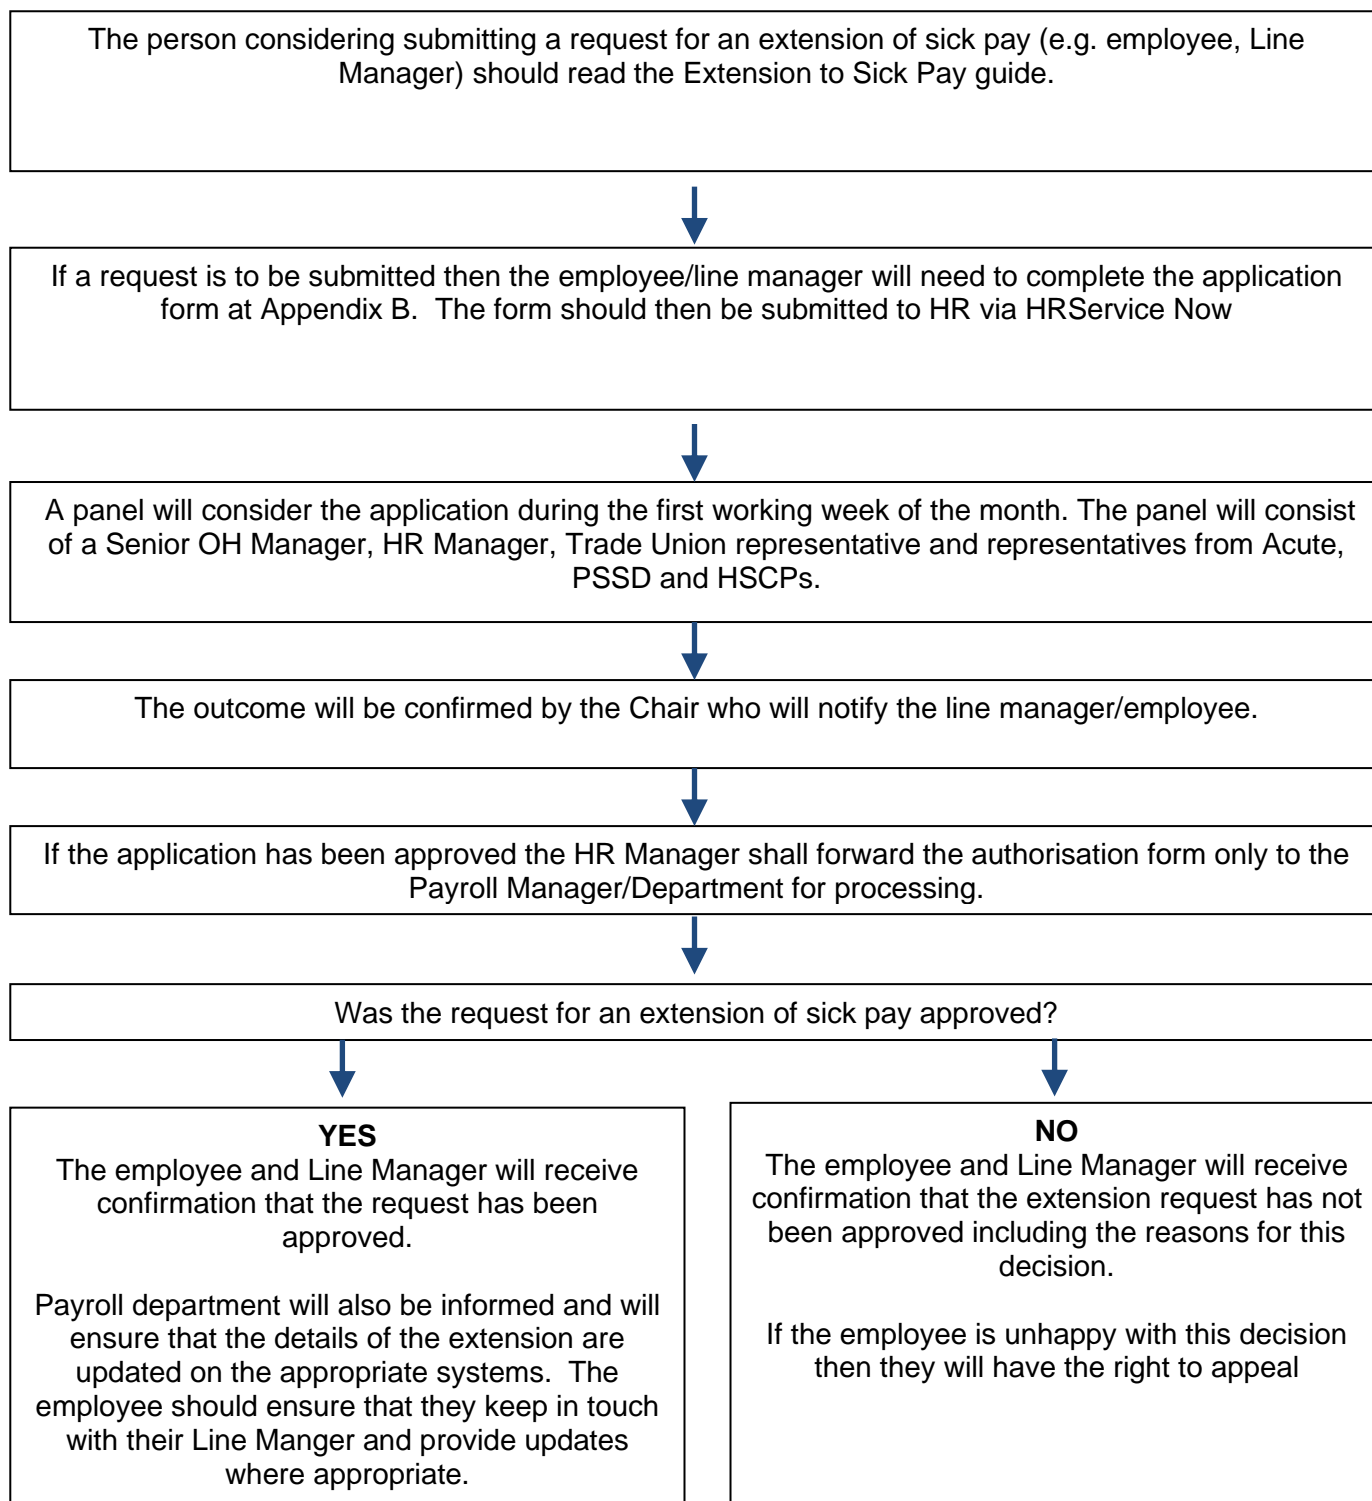 The person considering submitting a request for an extension of sick pay (e.g. employee, Line
Manager) should read the Extension to Sick Pay guide.
If a request is to be submitted then the employee/line manager will need to complete the application
form at Appendix B.  The form should then be submitted to HR via HRService Now
A panel will consider the application during the first working week of the month. The panel will consist
of a Senior OH Manager, HR Manager, Trade Union representative and representatives from Acute,
PSSD and HSCPs.
The outcome will be confirmed by the Chair who will notify the line manager/employee.
If the application has been approved the HR Manager shall forward the authorisation form only to the
Payroll Manager/Department for processing.
Was the request for an extension of sick pay approved?
YES
The employee and Line Manager will receive
confirmation that the request has been
approved.
Payroll department will also be informed and will
ensure that the details of the extension are
updated on the appropriate systems.  The
employee should ensure that they keep in touch
with their Line Manger and provide updates
where appropriate.
NO
The employee and Line Manager will receive
confirmation that the extension request has not
been approved including the reasons for this
decision.
If the employee is unhappy with this decision
then they will have the right to appeal